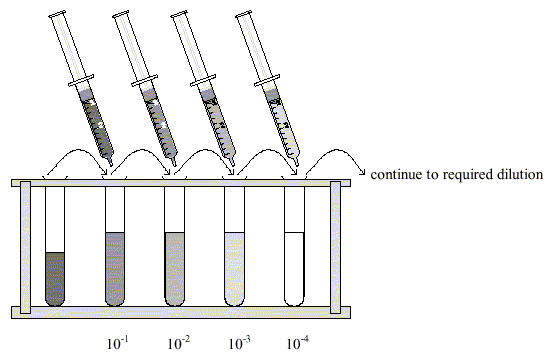 continue to required dilution
10⁻¹ 10⁻² 10⁻³ 10⁻⁴